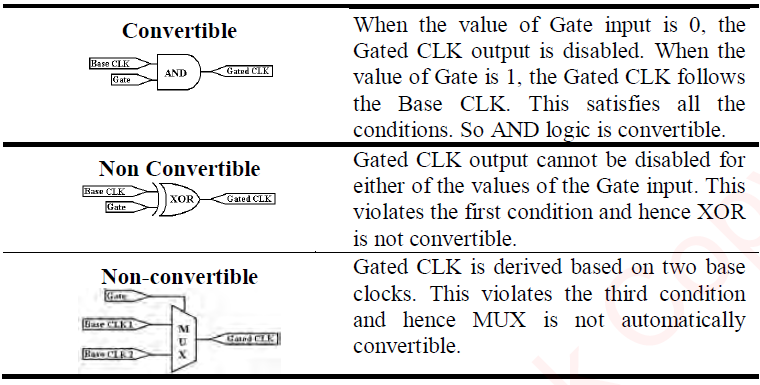 Convertible
Base CLK
Gate
AND
Gated CLK
When the value of Gate input is 0, the
Gated CLK output is disabled. When the
value of Gate is 1, the Gated CLK follows
the Base CLK. This satisfies all the
conditions. So AND logic is convertible.
Non Convertible
Base CLK
Gate
XOR
Gated CLK
Gated CLK output cannot be disabled for
either of the values of the Gate input. This
violates the first condition and hence XOR
is not convertible.
Non-convertible
Gate
Base CLK1
Base CLK2
M
U
X
Gated CLK
Gated CLK is derived based on two base
clocks. This violates the third condition
and hence MUX is not automatically
convertible.